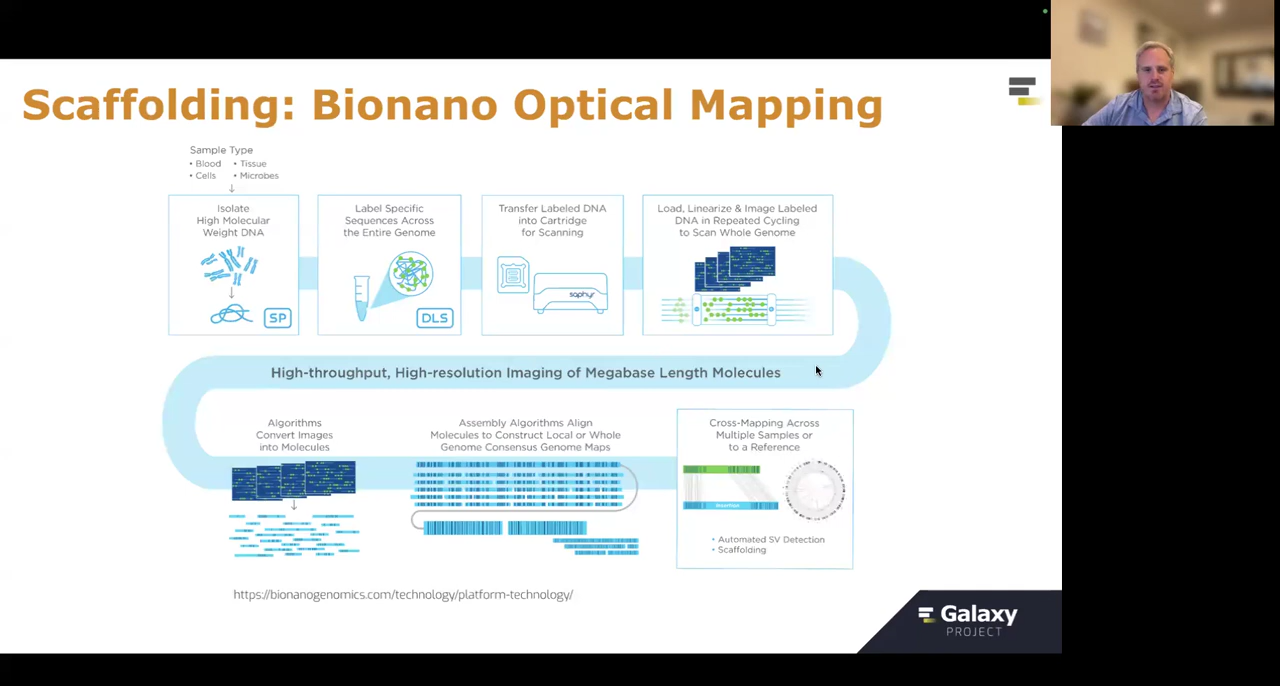 Scaffolding: Bionano Optical Mapping
Sample Type
• Blood • Tissue
• Cells • Microbes
Isolate
High Molecular
Weight DNA
SP
Label Specific
Sequences Across
the Entire Genome
DLS
Transfer Labeled DNA
into Cartridge
for Scanning
saphyr
Load, Linearize & Image Labeled
DNA in Repeated Cycling
to Scan Whole Genome
High-throughput, High-resolution Imaging of Megabase Length Molecules
Algorithms
Convert Images
into Molecules
Assembly Algorithms Align
Molecules to Construct Local or Whole
Genome Consensus Genome Maps
Cross-Mapping Across
Multiple Samples or
to a Reference
Insertion
• Automated SV Detection
• Scaffolding
https://bionanogenomics.com/technology/platform-technology/
Galaxy
PROJECT